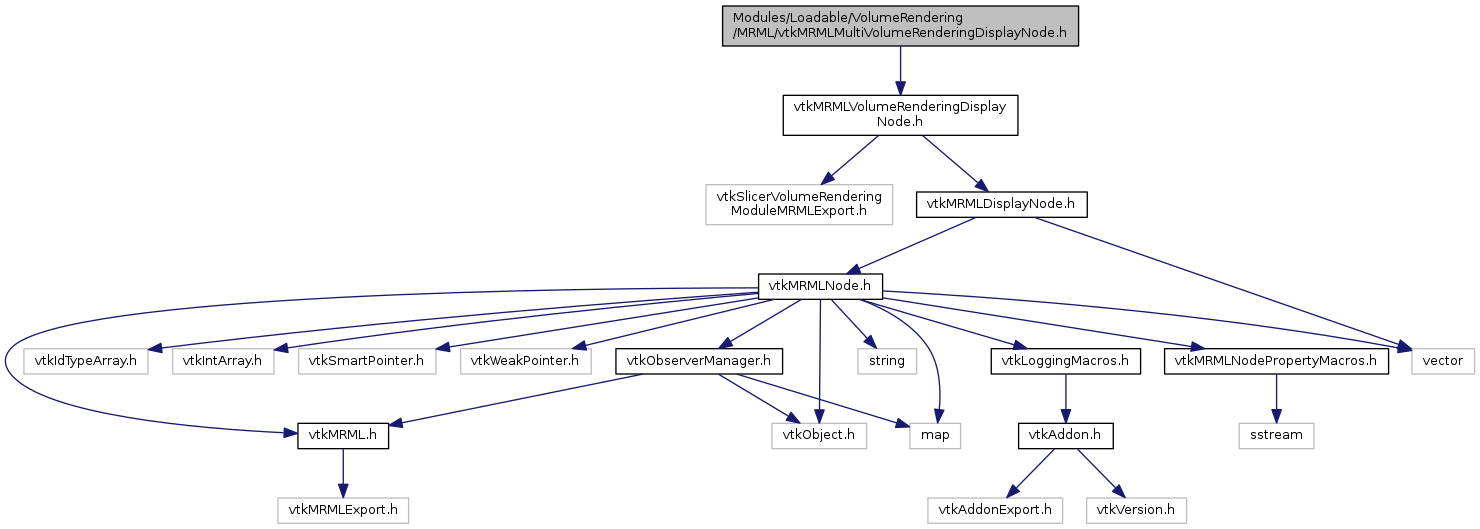 Modules/Loadable/VolumeRendering
/MRML/vtkMRMLMultiVolumeRenderingDisplayNode.h
vtkMRMLVolumeRenderingDisplay
Node.h
vtkSlicerVolumeRendering
ModuleMRMLExport.h
vtkMRMLDisplayNode.h
vtkMRMLNode.h
vtkIdTypeArray.h
vtkIntArray.h
vtkSmartPointer.h
vtkWeakPointer.h
vtkObserverManager.h
string
vtkLoggingMacros.h
vtkMRMLNodePropertyMacros.h
vector
vtkMRML.h
vtkObject.h
map
vtkAddon.h
sstream
vtkMRMLExport.h
vtkAddonExport.h
vtkVersion.h